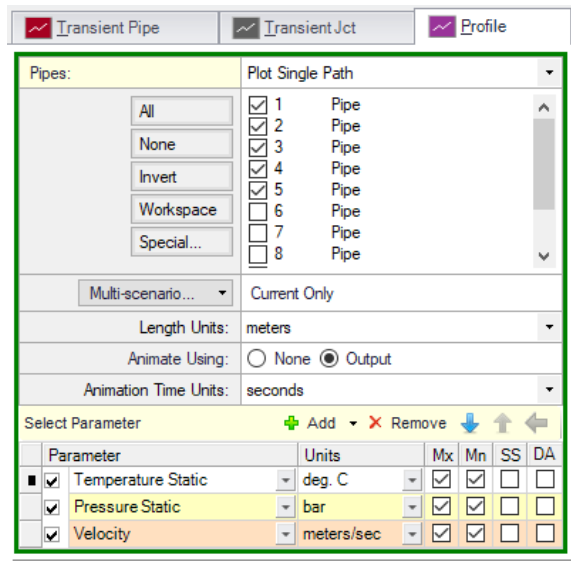 Transient Pipe Transient Jct Profile
Pipes: Plot Single Path
All
None
Invert
Workspace
Special...
1 Pipe
2 Pipe
3 Pipe
4 Pipe
5 Pipe
6 Pipe
7 Pipe
8 Pipe
Multi-scenario... Current Only
Length Units: meters
Animate Using: None Output
Animation Time Units: seconds
Select Parameter Add Remove
Parameter Units Mx Mn SS DA
Temperature Static deg. C
Pressure Static bar
Velocity meters/sec